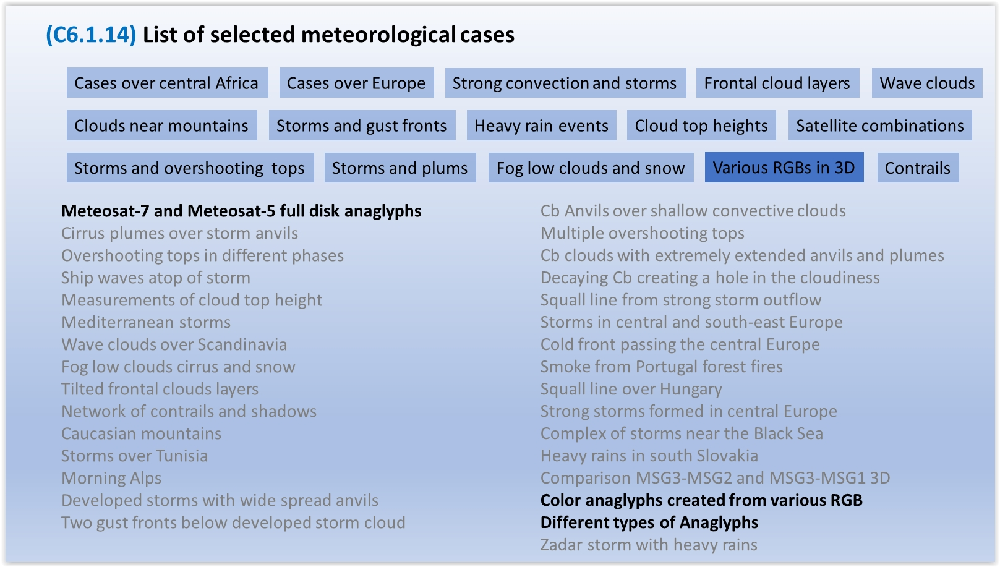 (C6.1.14) List of selected meteorological cases
Cases over central Africa Cases over Europe Strong convection and storms Frontal cloud layers Wave clouds
Clouds near mountains Storms and gust fronts Heavy rain events Cloud top heights Satellite combinations
Storms and overshooting tops Storms and plums Fog low clouds and snow Various RGBs in 3D Contrails
Meteosat-7 and Meteosat-5 full disk anaglyphs
Cirrus plumes over storm anvils
Overshooting tops in different phases
Ship waves atop of storm
Measurements of cloud top height
Mediterranean storms
Wave clouds over Scandinavia
Fog low clouds cirrus and snow
Tilted frontal clouds layers
Network of contrails and shadows
Caucasian mountains
Storms over Tunisia
Morning Alps
Developed storms with wide spread anvils
Two gust fronts below developed storm cloud
Cb Anvils over shallow convective clouds
Multiple overshooting tops
Cb clouds with extremely extended anvils and plumes
Decaying Cb creating a hole in the cloudiness
Squall line from strong storm outflow
Storms in central and south-east Europe
Cold front passing the central Europe
Smoke from Portugal forest fires
Squall line over Hungary
Strong storms formed in central Europe
Complex of storms near the Black Sea
Heavy rains in south Slovakia
Comparison MSG3-MSG2 and MSG3-MSG1 3D
Color anaglyphs created from various RGB
Different types of Anaglyphs
Zadar storm with heavy rains